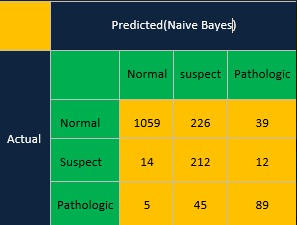 Predicted(Naive Bayes)
Normal suspect Pathologic
Actual
Normal 1059 226 39
Suspect 14 212 12
Pathologic 5 45 89